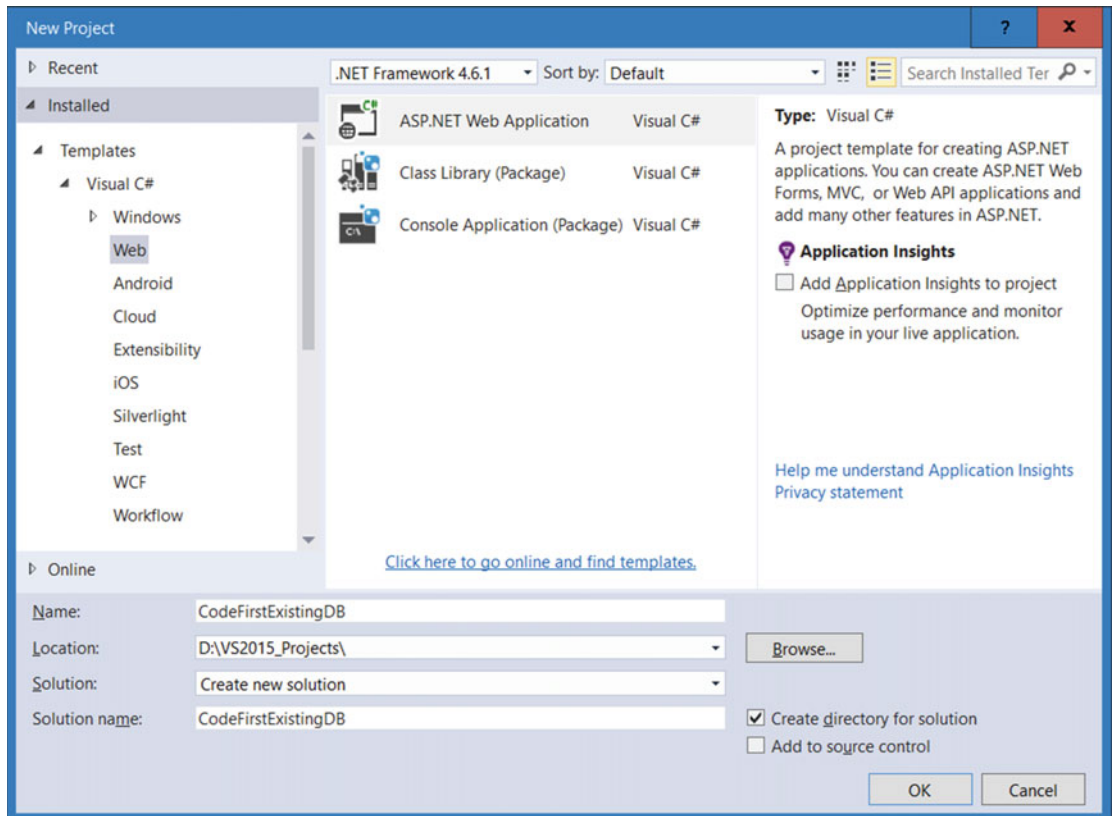 New Project
?
x
Recent
.NET Framework 4.6.1
Sort by: Default
Search Installed Ter
Installed
Templates
Visual C#
Windows
Web
Android
Cloud
Extensibility
iOS
Silverlight
Test
WCF
Workflow
Online
C#
ASP.NET Web Application
Visual C#
Class Library (Package)
Visual C#
C:\
Console Application (Package)
Visual C#
Click here to go online and find templates.
Type: Visual C#
A project template for creating ASP.NET
applications. You can create ASP.NET Web
Forms, MVC, or Web API applications and
add many other features in ASP.NET.
Application Insights
Add Application Insights to project
Optimize performance and monitor
usage in your live application.
Help me understand Application Insights
Privacy statement
Name: CodeFirstExistingDB
Location: D:\VS2015_Projects\
Browse...
Solution: Create new solution
Solution name: CodeFirstExistingDB
Create directory for solution
Add to source control
OK
Cancel